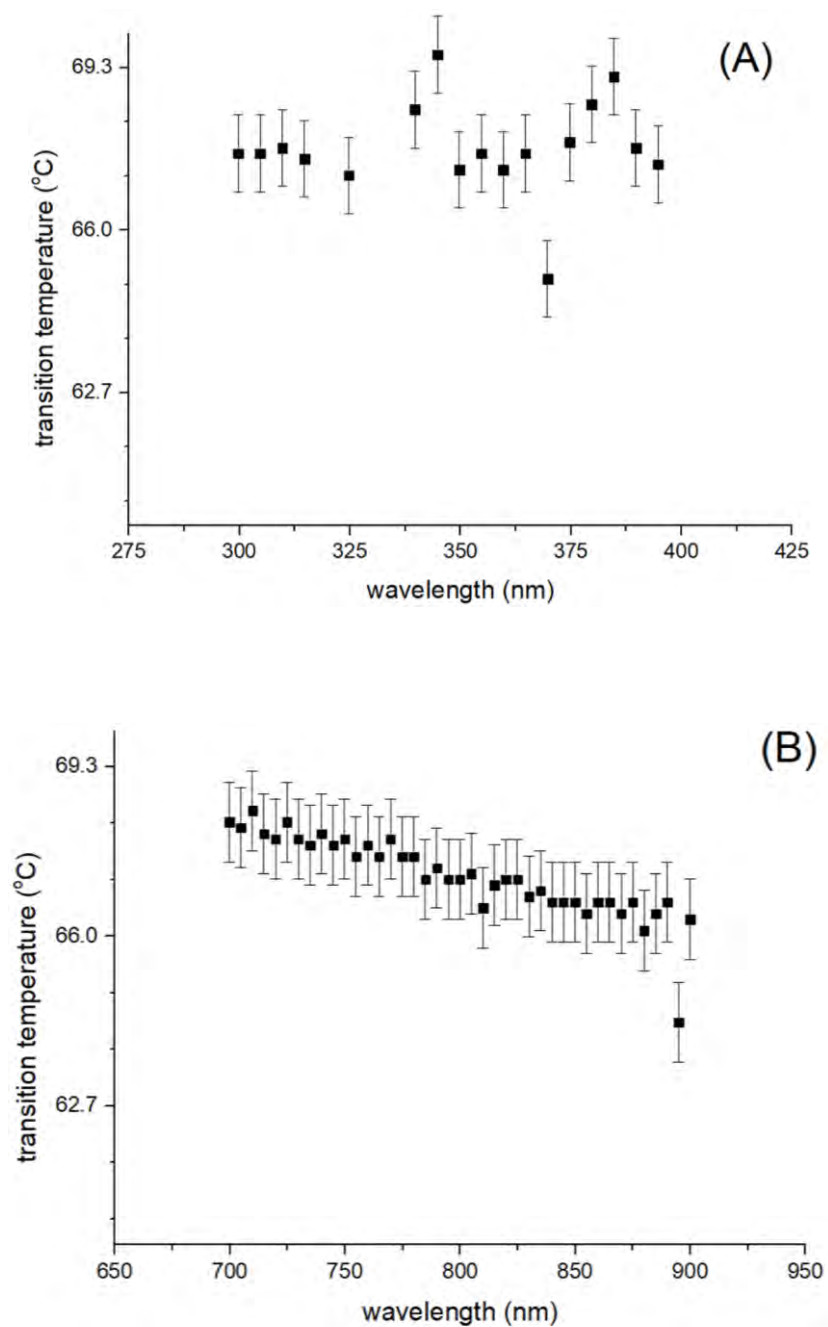 (A)
69.3
66.0
62.7
transition temperature (°C)
275 300 325 350 375 400 425
wavelength (nm)
(B)
69.3
66.0
62.7
transition temperature (°C)
650 700 750 800 850 900 950
wavelength (nm)